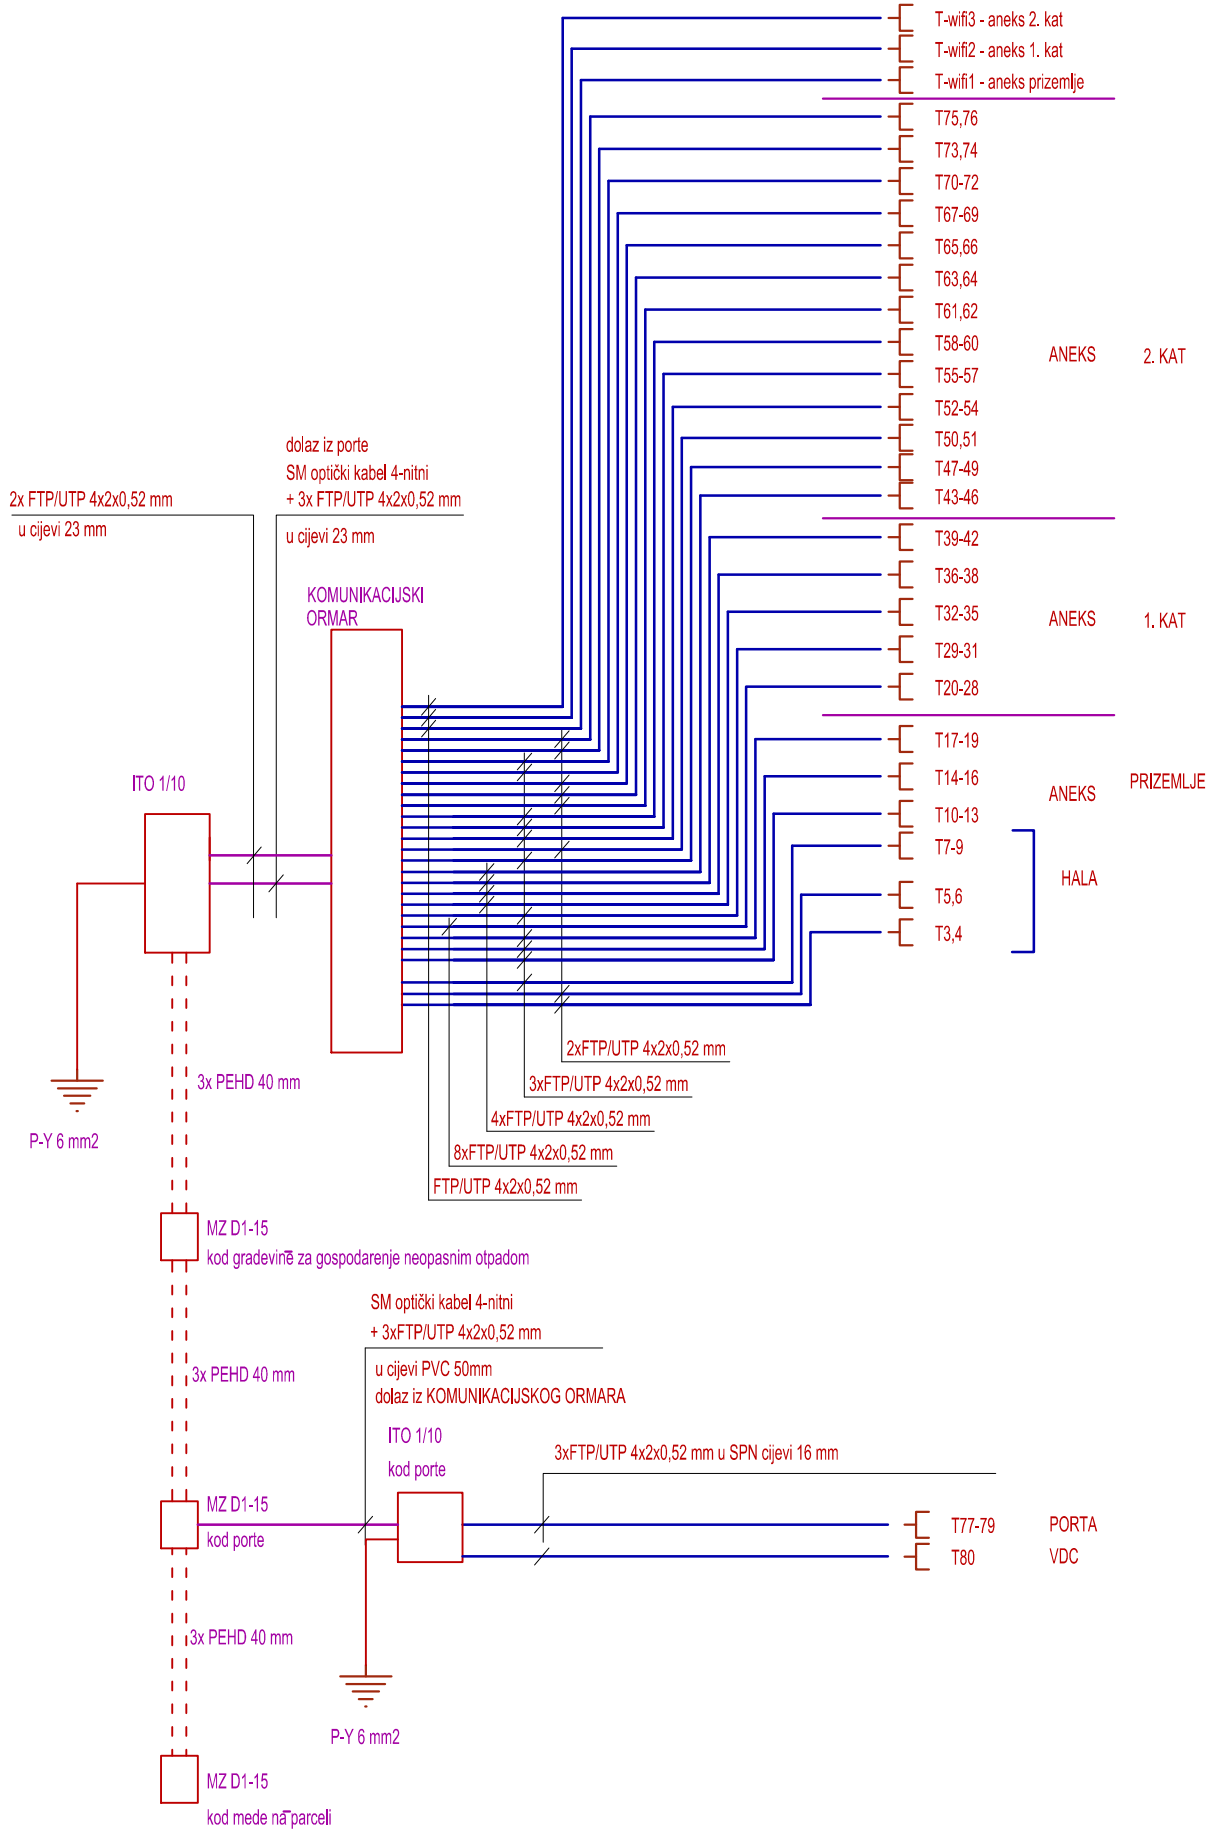 T-wifi3 - aneks 2. kat
T-wifi2 - aneks 1. kat
T-wifi1 - aneks prizemlje
T75,76
T73,74
T70-72
T67-69
T65,66
T63,64
T61,62
T58-60
ANEKS 2. KAT
T55-57
T52-54
T50,51
T47-49
T43-46
dolaz iz porte
SM optički kabel 4-nitni
+ 3x FTP/UTP 4x2x0,52 mm
u cijevi 23 mm
2x FTP/UTP 4x2x0,52 mm
u cijevi 23 mm
T39-42
T36-38
T32-35
ANEKS 1. KAT
T29-31
T20-28
KOMUNIKACIJSKI
ORMAR
T17-19
T14-16
ANEKS PRIZEMLJE
T10-13
T7-9
HALA
T5,6
T3,4
ITO 1/10
2xFTP/UTP 4x2x0,52 mm
3xFTP/UTP 4x2x0,52 mm
4xFTP/UTP 4x2x0,52 mm
8xFTP/UTP 4x2x0,52 mm
FTP/UTP 4x2x0,52 mm
3x PEHD 40 mm
P-Y 6 mm2
MZ D1-15
kod gradevine za gospodarenje neopasnim otpadom
SM optički kabel 4-nitni
+ 3xFTP/UTP 4x2x0,52 mm
u cijevi PVC 50mm
dolaz iz KOMUNIKACIJSKOG ORMARA
3x PEHD 40 mm
ITO 1/10
kod porte
3xFTP/UTP 4x2x0,52 mm u SPN cijevi 16 mm
MZ D1-15
kod porte
T77-79 PORTA
T80 VDC
3x PEHD 40 mm
P-Y 6 mm2
MZ D1-15
kod mede na parceli